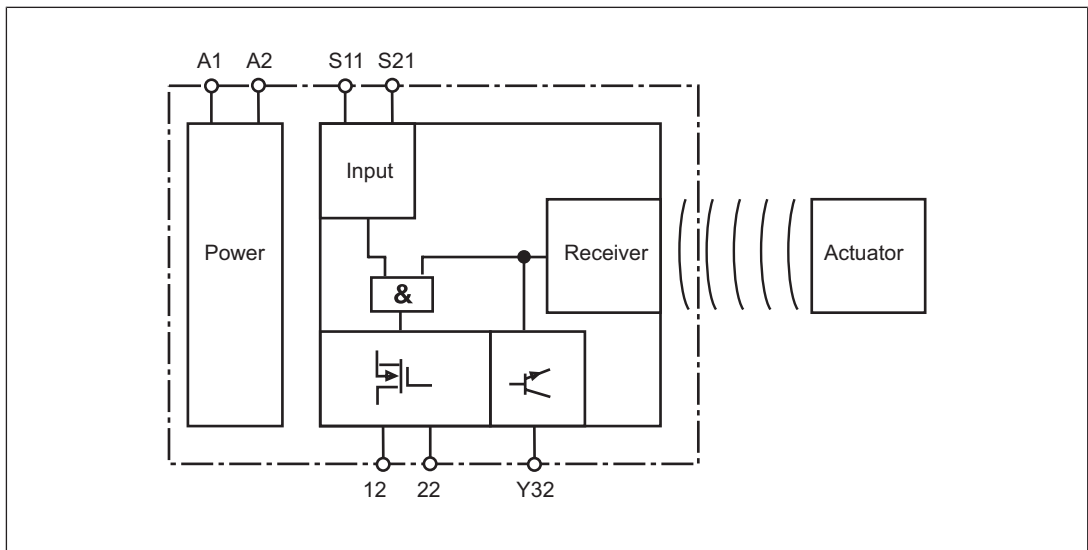 A1 A2 S11 S21
Input
Power
Receiver
Actuator
&
12 22 Y32